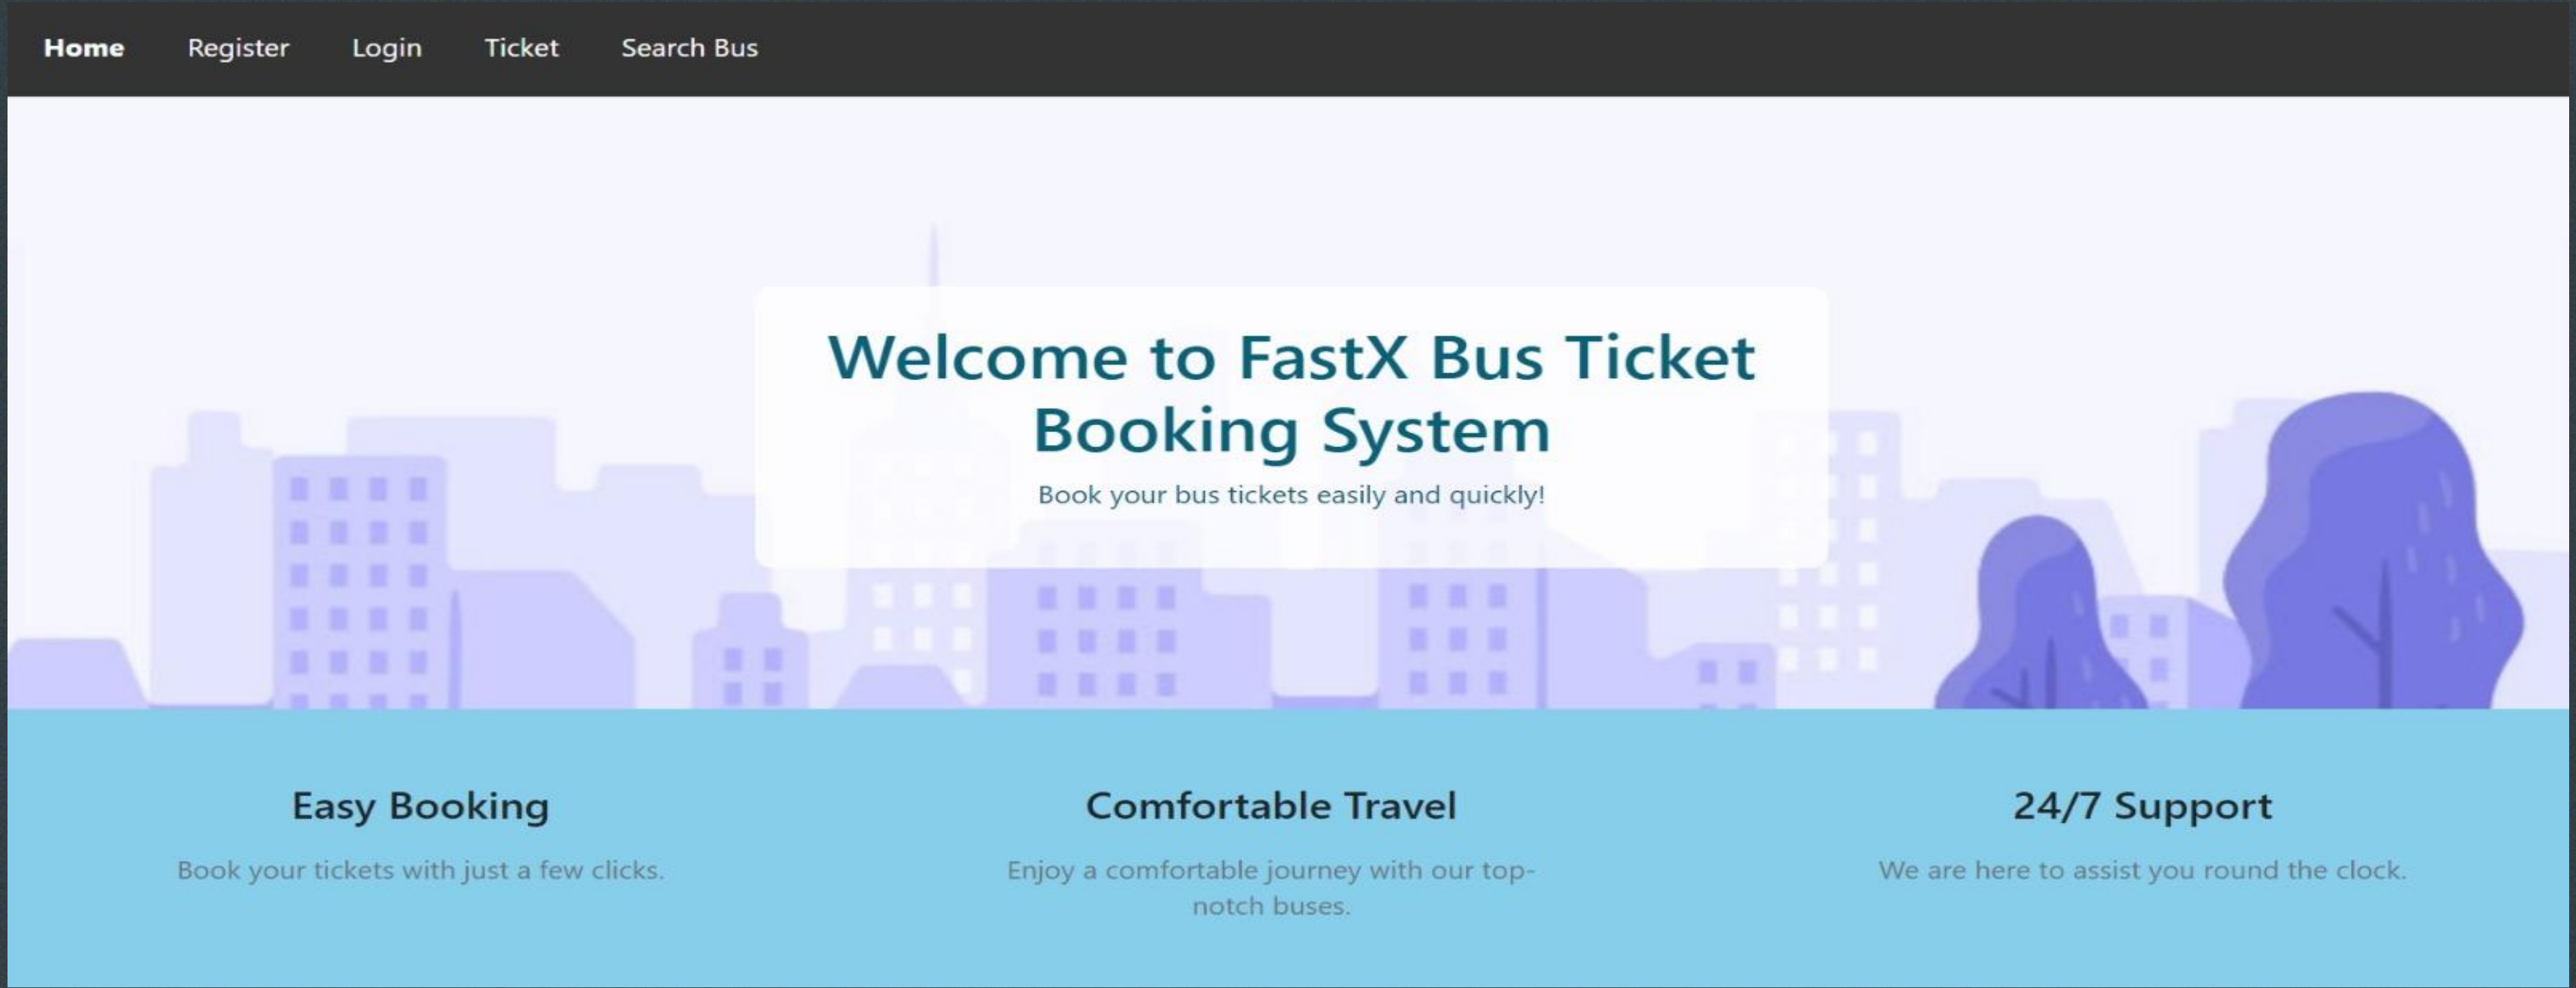 Home Register Login Ticket Search Bus
Welcome to FastX Bus Ticket
Booking System
Book your bus tickets easily and quickly!
Easy Booking
Book your tickets with just a few clicks.
Comfortable Travel
Enjoy a comfortable journey with our top-
notch buses.
24/7 Support
We are here to assist you round the clock.